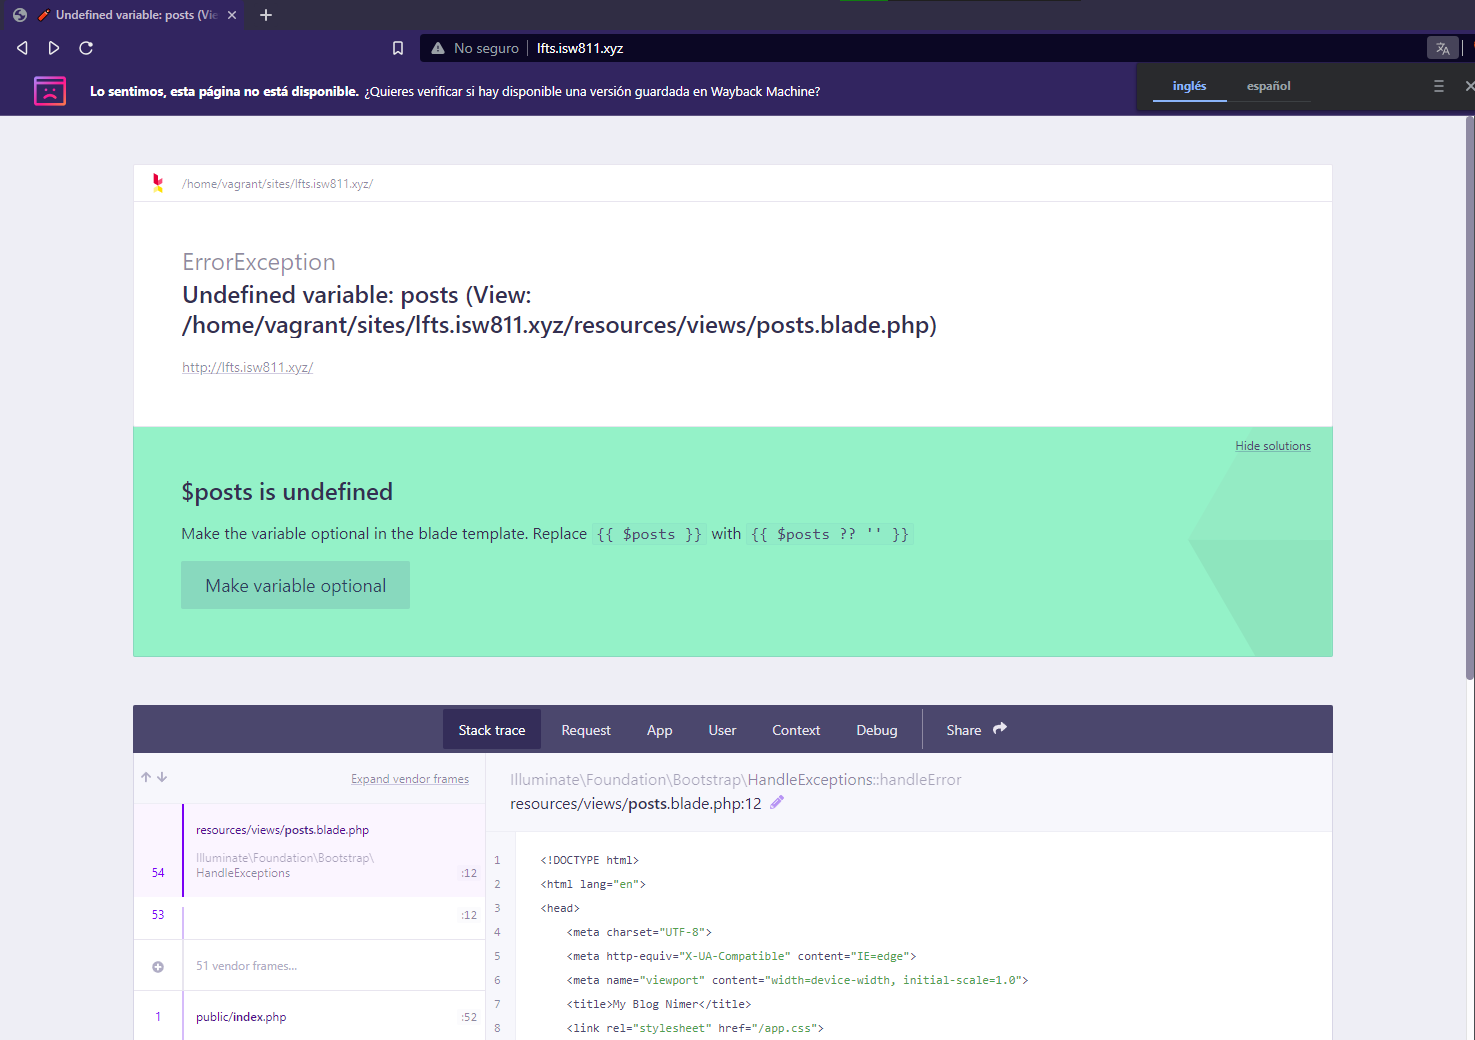 Undefined variable: posts (Vie
No seguro
lfts.isw811.xyz
Lo sentimos, esta página no está disponible. ¿Quieres verificar si hay disponible una versión guardada en Wayback Machine?
inglés
español
/home/vagrant/sites/lfts.isw811.xyz/
ErrorException
Undefined variable: posts (View:
/home/vagrant/sites/lfts.isw811.xyz/resources/views/posts.blade.php)
http://lfts.isw811.xyz/
Hide solutions
$posts is undefined
Make the variable optional in the blade template. Replace {{ $posts }} with {{ $posts ?? '' }}
Make variable optional
Stack trace
Request
App
User
Context
Debug
Share
Expand vendor frames
resources/views/posts.blade.php
Illuminate\Foundation\Bootstrap\
54 HandleExceptions :12
53 :12
51 vendor frames...
1 public/index.php :52
Illuminate\Foundation\Bootstrap\HandleExceptions::handleError
resources/views/posts.blade.php:12
1 <!DOCTYPE html>
2 <html lang="en">
3 <head>
4 <meta charset="UTF-8">
5 <meta http-equiv="X-UA-Compatible" content="IE=edge">
6 <meta name="viewport" content="width=device-width, initial-scale=1.0">
7 <title>My Blog Nimer</title>
8 <link rel="stylesheet" href="/app.css">